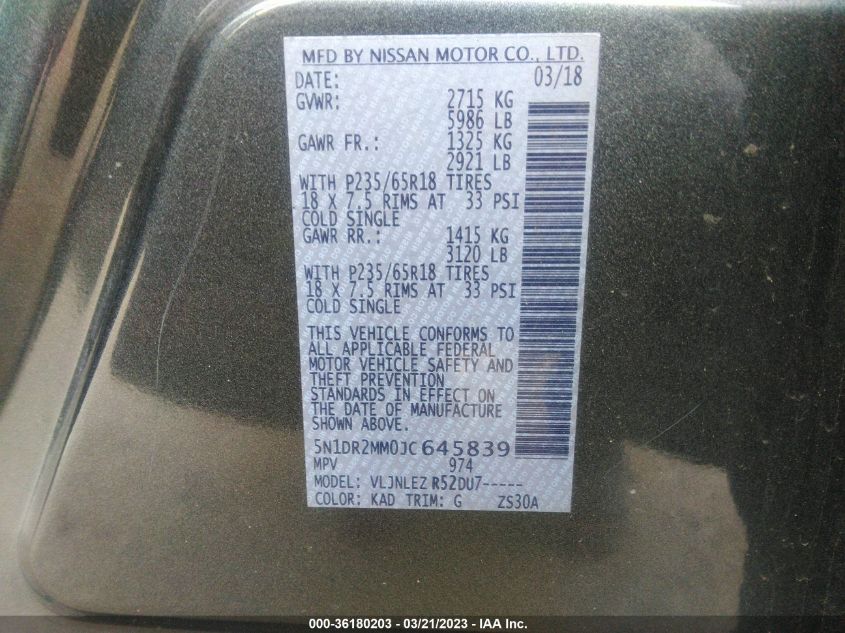 MFD BY NISSAN MOTOR CO., LTD.
DATE: 03/18
GVWR: 2715 KG
5986 LB
GAWR FR.: 1325 KG
2921 LB
WITH P235/65R18 TIRES
18 X 7.5 RIMS AT 33 PSI
COLD SINGLE
GAWR RR.: 1415 KG
3120 LB
WITH P235/65R18 TIRES
18 X 7.5 RIMS AT 33 PSI
COLD SINGLE
THIS VEHICLE CONFORMS TO
ALL APPLICABLE FEDERAL
MOTOR VEHICLE SAFETY AND
THEFT PREVENTION
STANDARDS IN EFFECT ON
THE DATE OF MANUFACTURE
SHOWN ABOVE.
5N1DR2MM0JC645839
MPV 974
MODEL: VLJNLEZ R52DU7-----
COLOR: KAD TRIM: G ZS30A
000-36180203 - 03/21/2023 - IAA Inc.